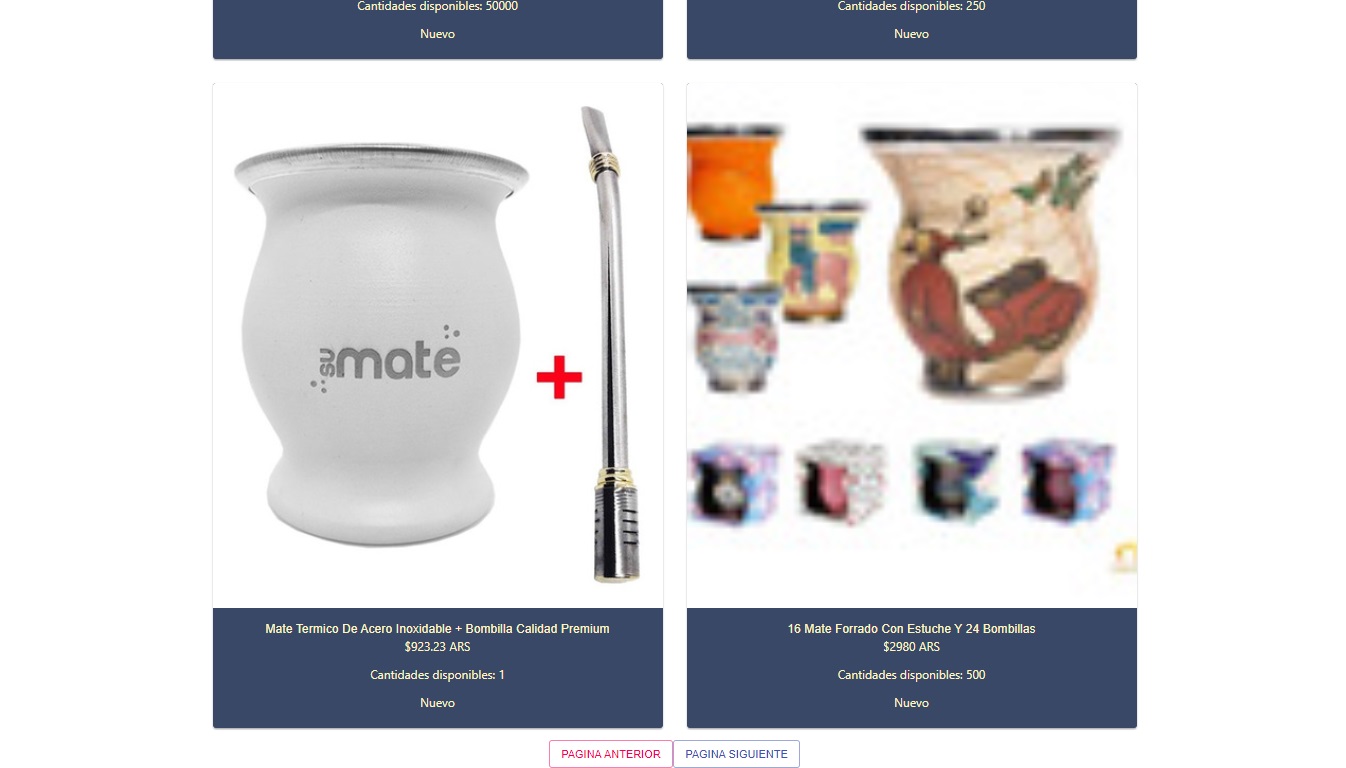 Cantidades disponibles: 50000
Nuevo
Cantidades disponibles: 250
Nuevo
su mate
Mate Termico De Acero Inoxidable + Bombilla Calidad Premium
$923.23 ARS
Cantidades disponibles: 1
Nuevo
16 Mate Forrado Con Estuche Y 24 Bombillas
$2980 ARS
Cantidades disponibles: 500
Nuevo
PAGINA ANTERIOR
PAGINA SIGUIENTE